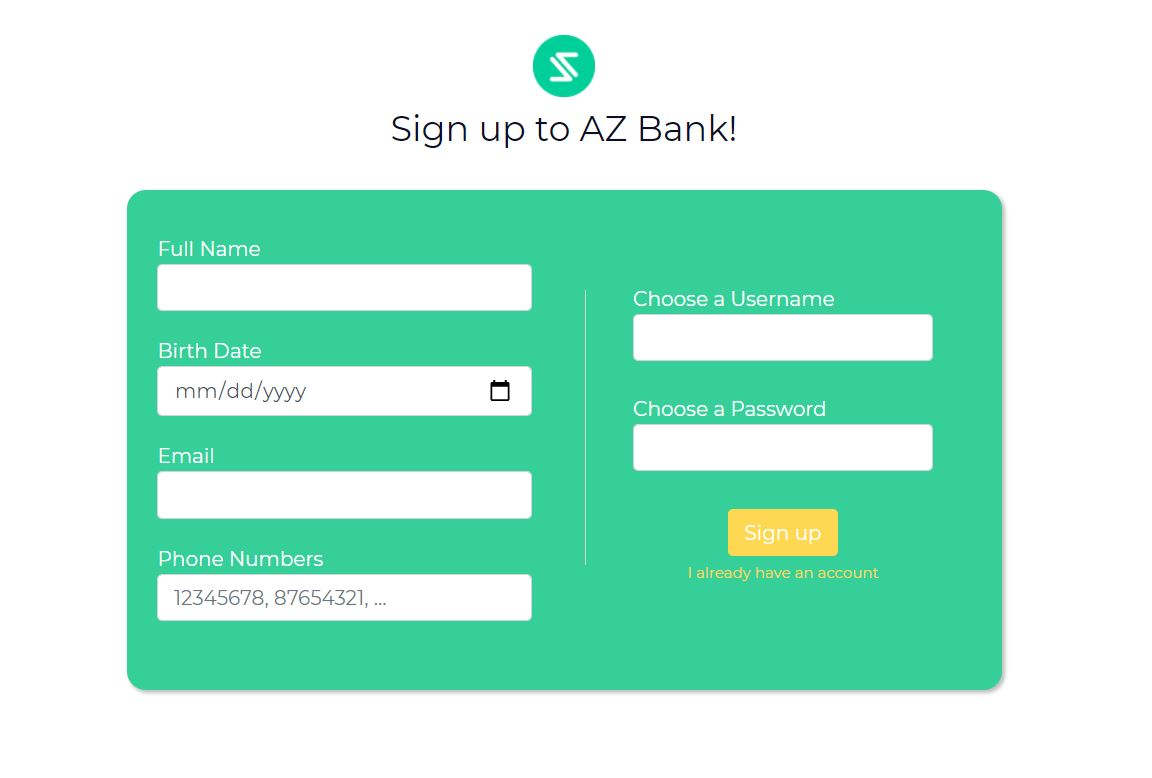 Sign up to AZ Bank!
Full Name
Birth Date
mm/dd/yyyy
Email
Phone Numbers
12345678, 87654321, ...
Choose a Username
Choose a Password
Sign up
I already have an account